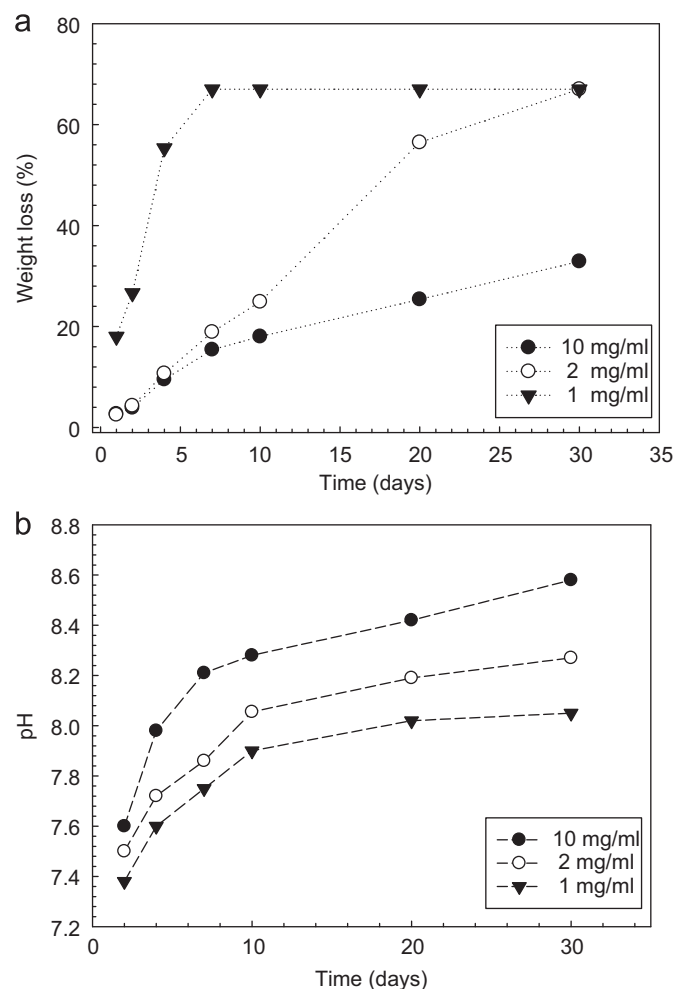 a
80
60
40
20
0
Weight loss (%)
10 mg/ml
2 mg/ml
1 mg/ml
0 5 10 15 20 25 30 35
Time (days)
b
8.8
8.6
8.4
8.2
8.0
7.8
7.6
7.4
7.2
pH
10 mg/ml
2 mg/ml
1 mg/ml
0 10 20 30
Time (days)